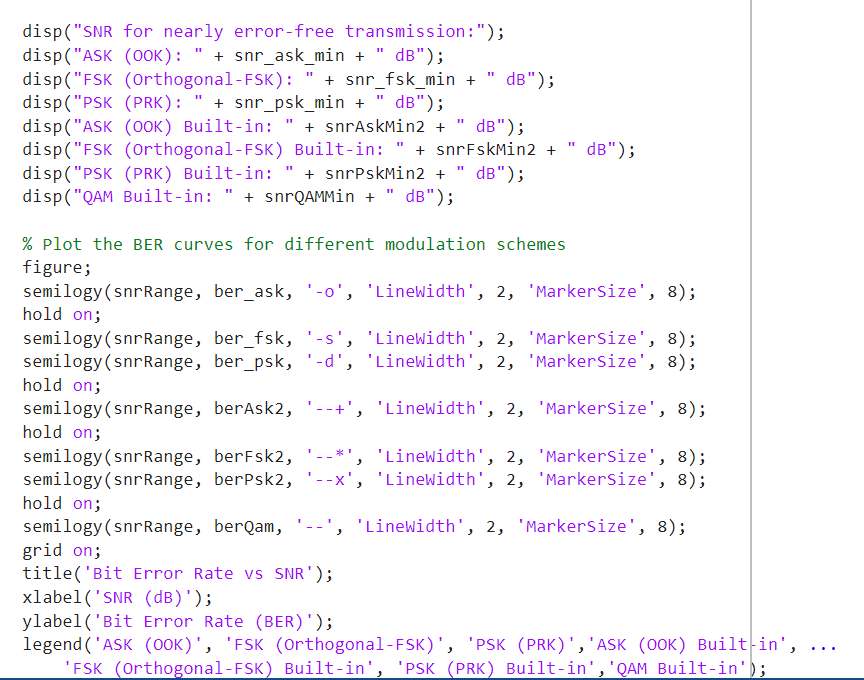 disp("SNR for nearly error-free transmission:");
disp("ASK (OOK): " + snr_ask_min + " dB");
disp("FSK (Orthogonal-FSK): " + snr_fsk_min + " dB");
disp("PSK (PRK): " + snr_psk_min + " dB");
disp("ASK (OOK) Built-in: " + snrAskMin2 + " dB");
disp("FSK (Orthogonal-FSK) Built-in: " + snrFskMin2 + " dB");
disp("PSK (PRK) Built-in: " + snrPskMin2 + " dB");
disp("QAM Built-in: " + snrQAMMin + " dB");

% Plot the BER curves for different modulation schemes
figure;
semilogy(snrRange, ber_ask, '-o', 'LineWidth', 2, 'MarkerSize', 8);
hold on;
semilogy(snrRange, ber_fsk, '-s', 'LineWidth', 2, 'MarkerSize', 8);
semilogy(snrRange, ber_psk, '-d', 'LineWidth', 2, 'MarkerSize', 8);
hold on;
semilogy(snrRange, berAsk2, '--+', 'LineWidth', 2, 'MarkerSize', 8);
hold on;
semilogy(snrRange, berFsk2, '--*', 'LineWidth', 2, 'MarkerSize', 8);
semilogy(snrRange, berPsk2, '--x', 'LineWidth', 2, 'MarkerSize', 8);
hold on;
semilogy(snrRange, berQam, '--', 'LineWidth', 2, 'MarkerSize', 8);
grid on;
title('Bit Error Rate vs SNR');
xlabel('SNR (dB)');
ylabel('Bit Error Rate (BER)');
legend('ASK (OOK)', 'FSK (Orthogonal-FSK)', 'PSK (PRK)','ASK (OOK) Built-in', ...
    'FSK (Orthogonal-FSK) Built-in', 'PSK (PRK) Built-in','QAM Built-in');